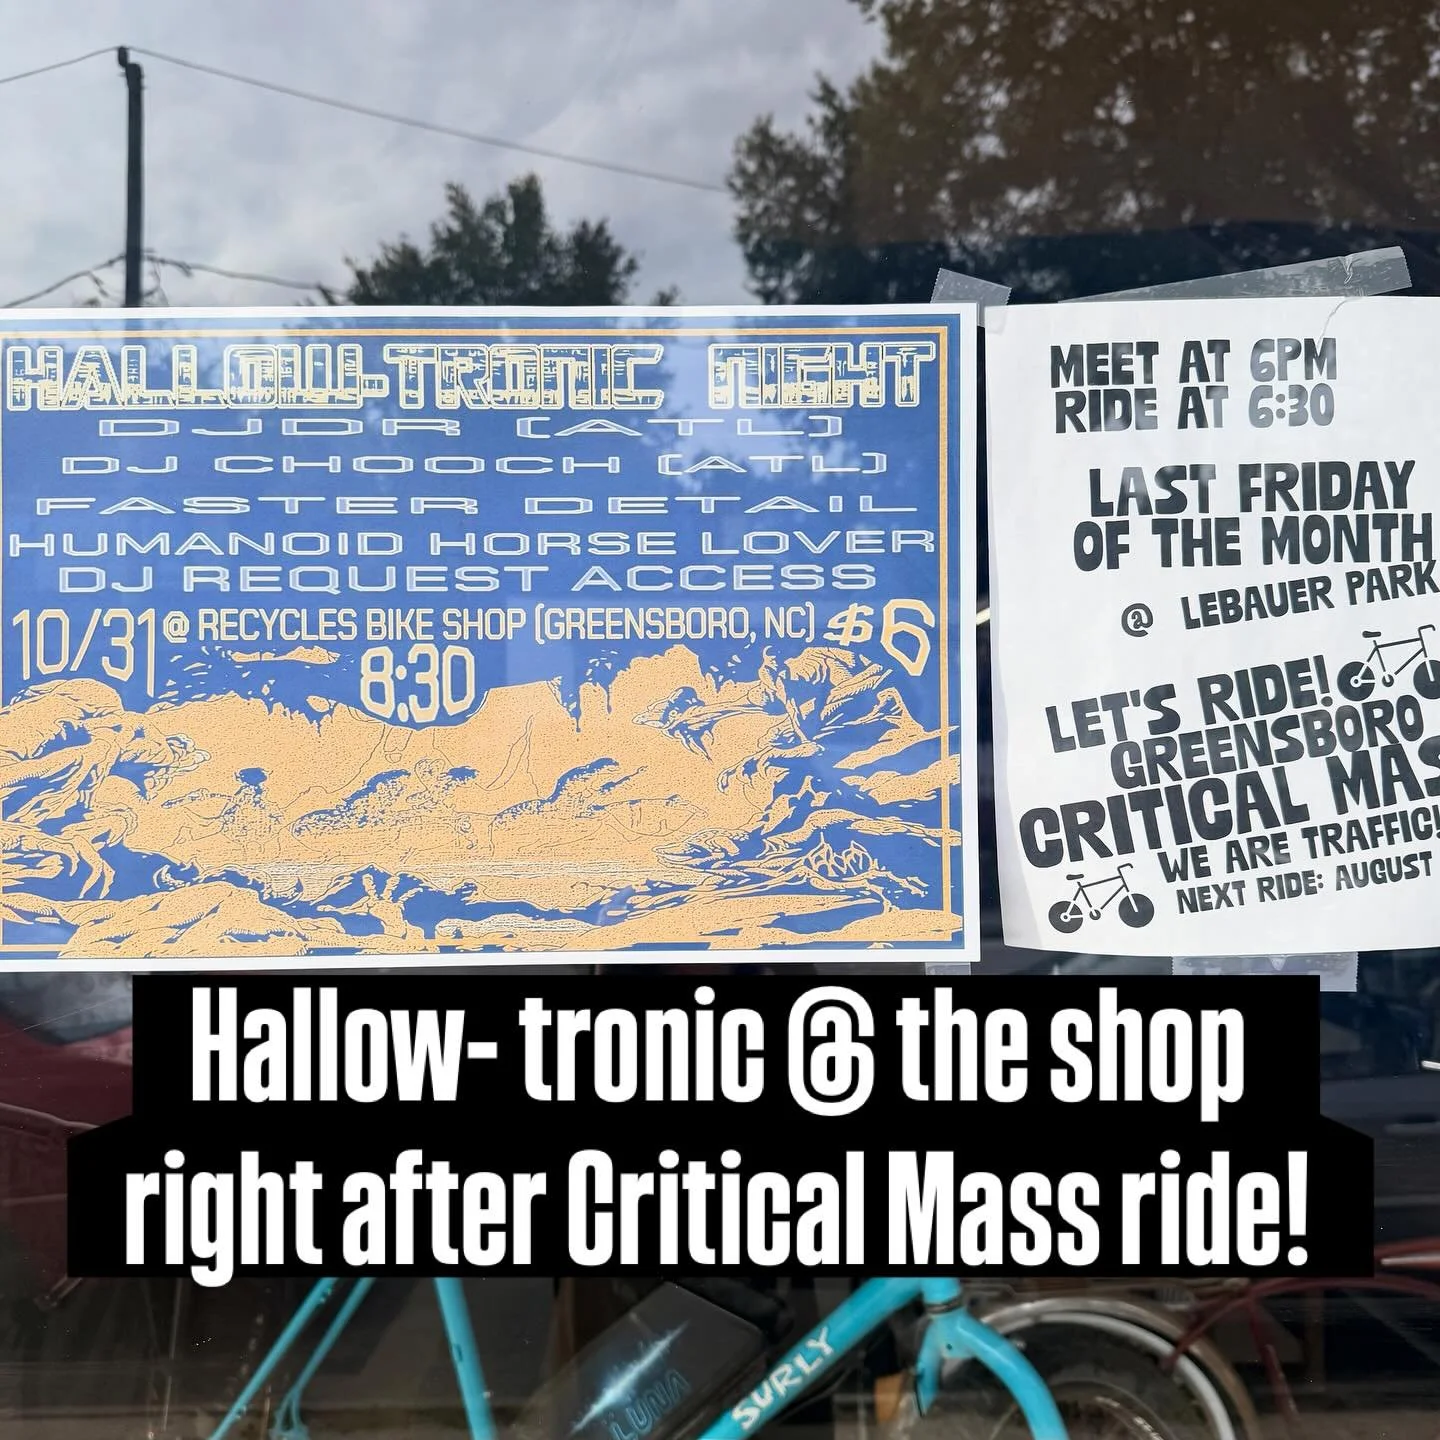 HALLOW-TRONIC NIGHT
DJDR (ATL)
DJ CHOOCH (ATL)
FASTER DETAIL
HUMANOID HORSE LOVER
DJ REQUEST ACCESS
10/31 @ RECYCLES BIKE SHOP (GREENSBORO, NC) $6
8:30
MEET AT 6PM
RIDE AT 6:30
LAST FRIDAY
OF THE MONTH
@ LEBAUER PARK
LET'S RIDE!
GREENSBORO
CRITICAL MAS
WE ARE TRAFFIC!
NEXT RIDE: AUGUST
Hallow- tronic @ the shop
right after Critical Mass ride!
SURLY
LUNA